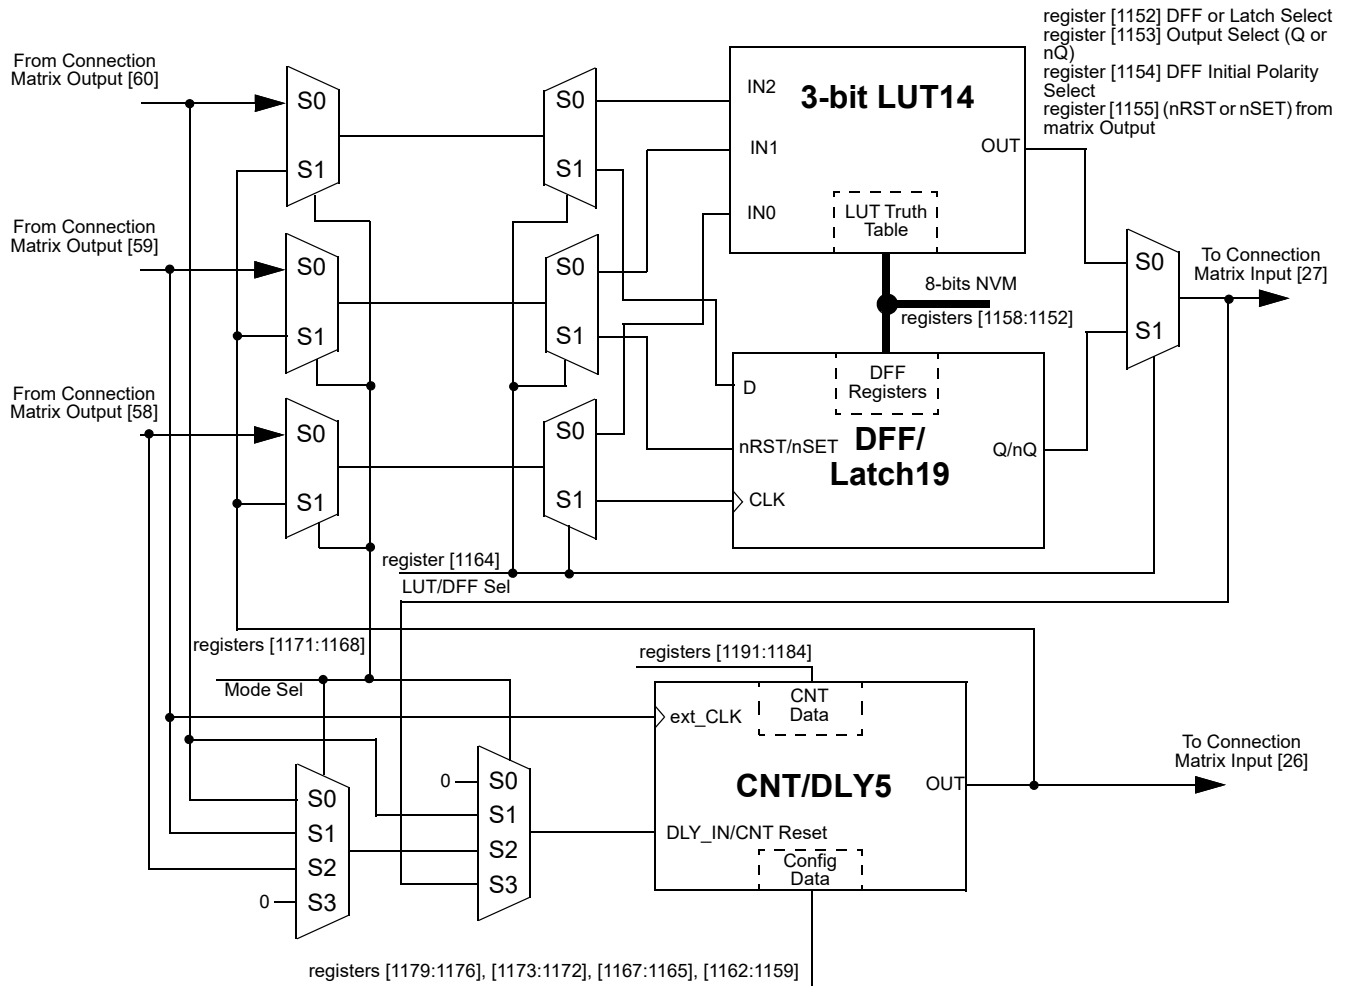 register [1152] DFF or Latch Select
register [1153] Output Select (Q or
nQ)
register [1154] DFF Initial Polarity
Select
register [1155] (nRST or nSET) from
matrix Output
From Connection
Matrix Output [60]
S0
S1
S0
S1
IN2
IN1
IN0
3-bit LUT14
OUT
LUT Truth
Table
From Connection
Matrix Output [59]
S0
S1
S0
S1
8-bits NVM
registers [1158:1152]
S0
S1
To Connection
Matrix Input [27]
From Connection
Matrix Output [58]
S0
S1
S0
S1
D
nRST/nSET
CLK
DFF
Registers
DFF/
Latch19
Q/nQ
register [1164]
LUT/DFF Sel
registers [1171:1168]
Mode Sel
registers [1191:1184]
ext_CLK
CNT
Data
CNT/DLY5
OUT
To Connection
Matrix Input [26]
DLY_IN/CNT Reset
Config
Data
S0
S1
S2
S3
0
0
S0
S1
S2
S3
registers [1179:1176], [1173:1172], [1167:1165], [1162:1159]